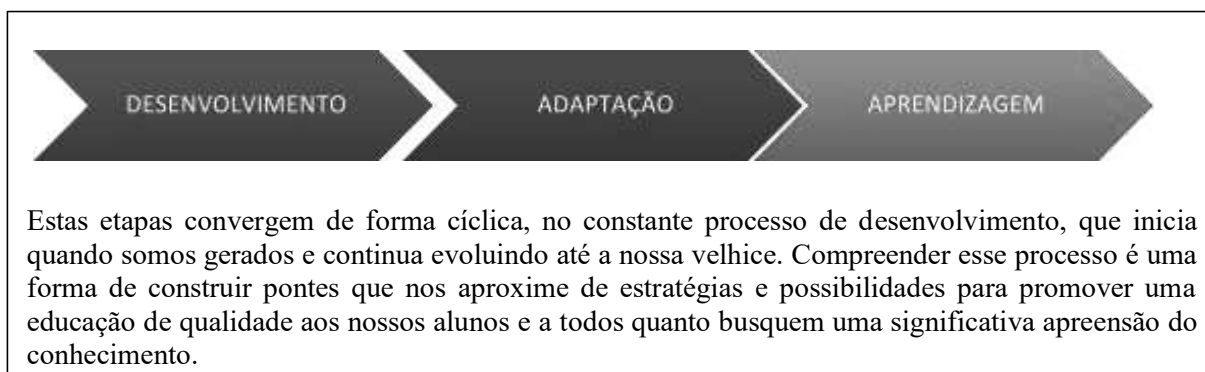 DESENVOLVIMENTO
ADAPTAÇÃO
APRENDIZAGEM
Estas etapas convergem de forma cíclica, no constante processo de desenvolvimento, que inicia
quando somos gerados e continua evoluindo até a nossa velhice. Compreender esse processo é uma
forma de construir pontes que nos aproxime de estratégias e possibilidades para promover uma
educação de qualidade aos nossos alunos e a todos quanto busquem uma significativa apreensão do
conhecimento.